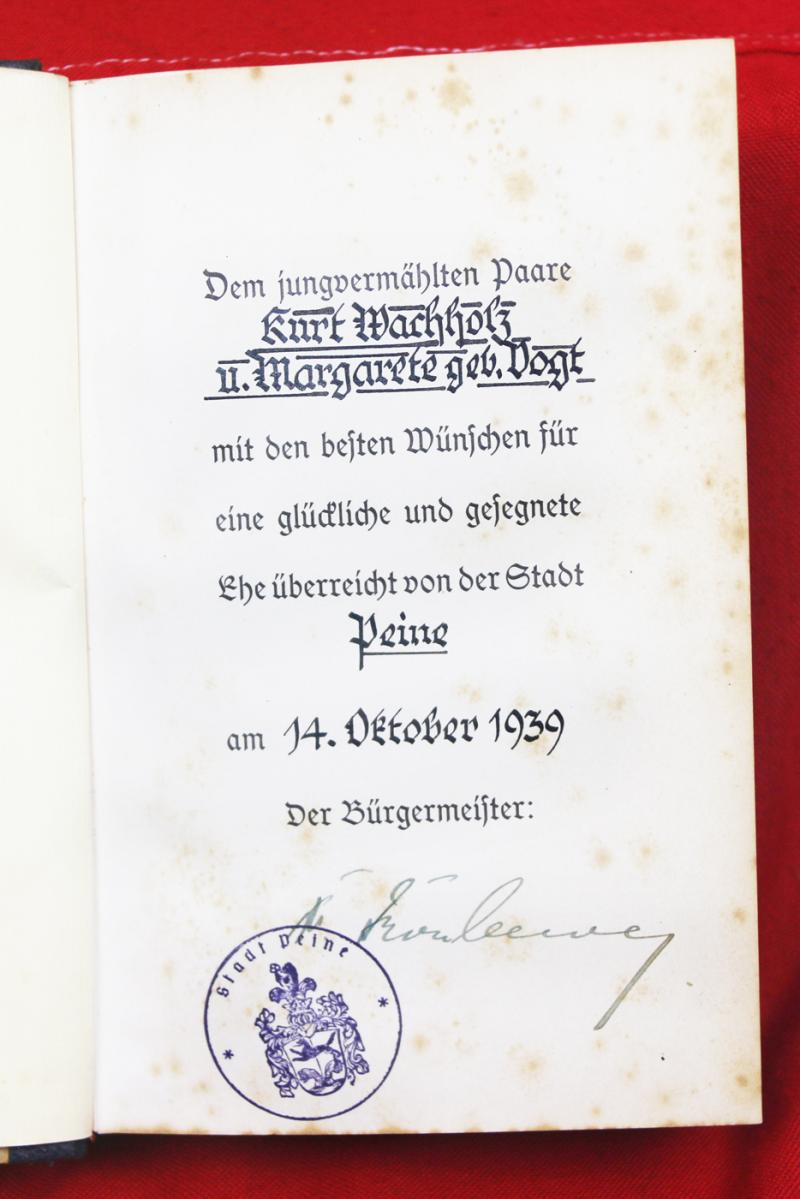 Dem jungvermählten Paare
Kurt Wachholz
u. Margarete geb. Vogt
mit den besten Wünschen für
eine glückliche und gesegnete
Ehe überreicht von der Stadt
Peine
am 14. Oktober 1939
Der Bürgermeister:
Stadt Peine